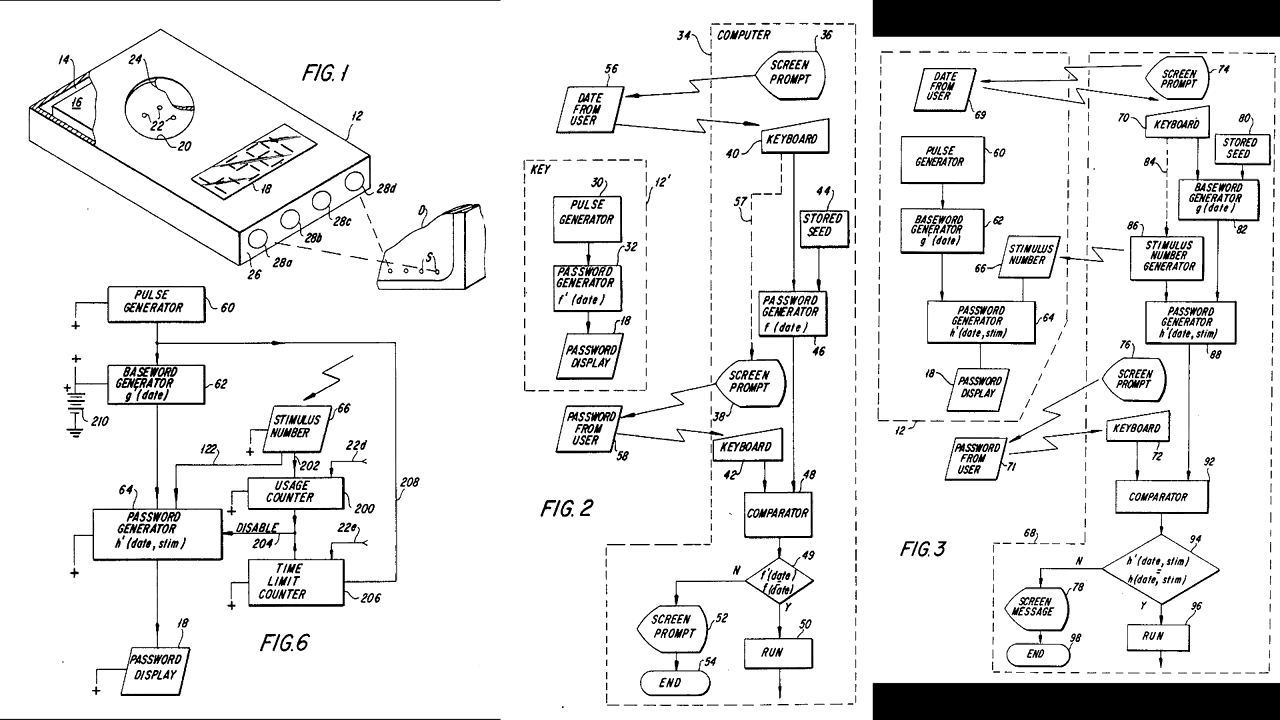 FIG. 1
14
24
16
22
20
12
18
28d
28c
28b
28a
26
D
S
PULSE
GENERATOR
60
+
BASEWORD
GENERATOR
g'(date)
62
+
210
STIMULUS
NUMBER
66
+
122
202
22d
USAGE
COUNTER
200
+
208
64
PASSWORD
GENERATOR
h'(date, stim)
+
DISABLE
204
22e
TIME
LIMIT
COUNTER
206
+
18
PASSWORD
DISPLAY
+
FIG. 6
34
COMPUTER
36
SCREEN
PROMPT
56
DATE
FROM
USER
KEYBOARD
40
KEY
12'
30
PULSE
GENERATOR
57
44
STORED
SEED
32
PASSWORD
GENERATOR
f'(date)
18
PASSWORD
DISPLAY
PASSWORD
GENERATOR
f (date)
46
SCREEN
PROMPT
38
PASSWORD
FROM
USER
58
KEYBOARD
42
48
COMPARATOR
FIG. 2
49
f'(date)
=
f(date)
N
Y
52
SCREEN
PROMPT
50
RUN
54
END
DATE
FROM
USER
69
SCREEN
PROMPT
74
70
KEYBOARD
80
STORED
SEED
PULSE
GENERATOR
60
84
BASEWORD
GENERATOR
g(date)
82
BASEWORD
GENERATOR
g'(date)
62
STIMULUS
NUMBER
66
86
STIMULUS
NUMBER
GENERATOR
PASSWORD
GENERATOR
h'(date, stim)
64
PASSWORD
GENERATOR
h'(date, stim)
88
76
SCREEN
PROMPT
18
PASSWORD
DISPLAY
12
KEYBOARD
72
PASSWORD
FROM
USER
71
92
COMPARATOR
FIG. 3
68
94
h'(date, stim)
=
h(date, stim)
N
Y
78
SCREEN
MESSAGE
96
RUN
END
98